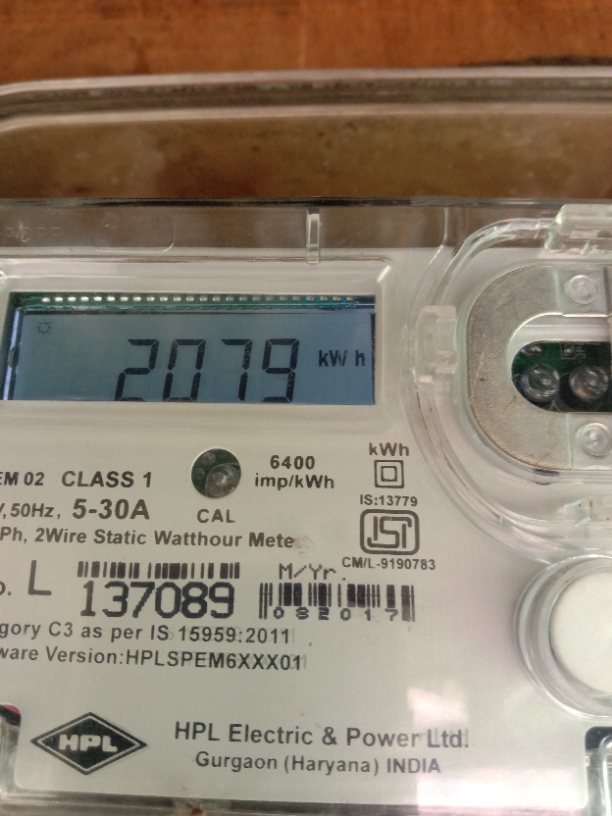 2079 kWh
6400
imp/kWh
kWh
EM 02 CLASS 1
V,50Hz, 5-30A
CAL
IS:13779
Ph, 2Wire Static Watthour Mete
ISI
CM/L-9190783
o. L 137089
M/Yr.
082017
gory C3 as per IS 15959:2011
ware Version:HPLSPEM6XXX01
HPL
HPL Electric & Power Ltd.
Gurgaon (Haryana) INDIA